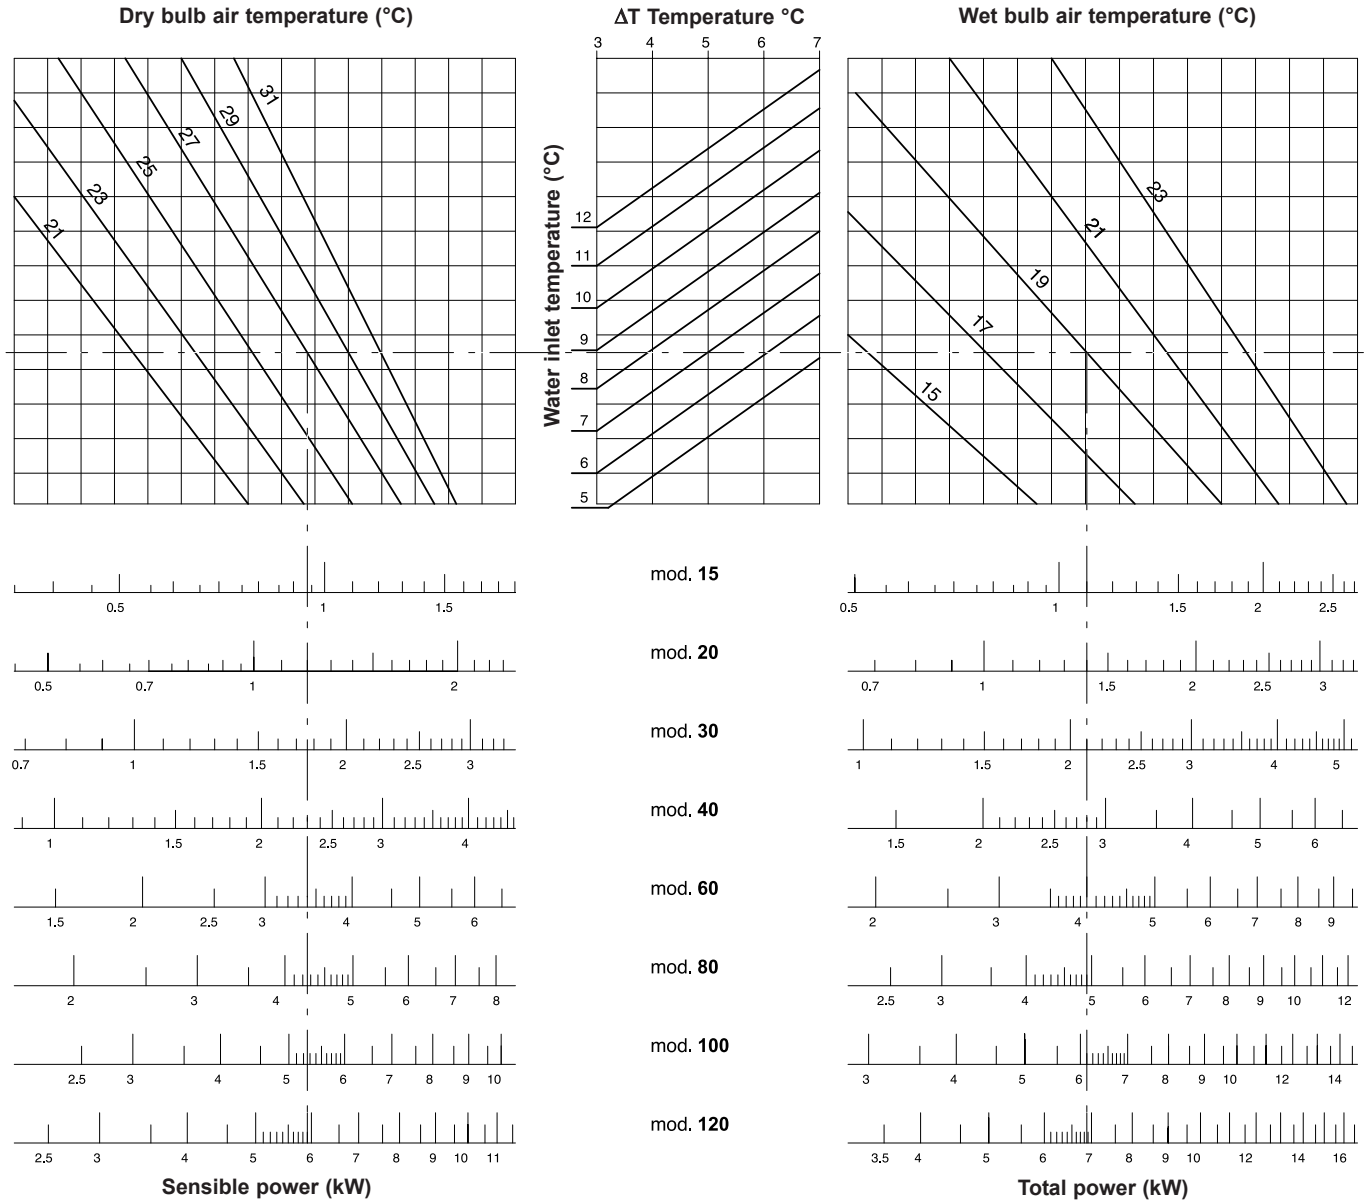 Dry bulb air temperature (°C)
ΔT Temperature °C
Wet bulb air temperature (°C)
3 4 5 6 7
31
29
27
25
23
21
Water inlet temperature (°C)
12
11
10
9
8
7
6
5
23
21
19
17
15
mod. 15
0.5 1 1.5
0.5 1 1.5 2 2.5
mod. 20
0.5 0.7 1 2
0.7 1 1.5 2 2.5 3
mod. 30
0.7 1 1.5 2 2.5 3
1 1.5 2 2.5 3 4 5
mod. 40
1 1.5 2 2.5 3 4
1.5 2 2.5 3 4 5 6
mod. 60
1.5 2 2.5 3 4 5 6
2 3 4 5 6 7 8 9
mod. 80
2 3 4 5 6 7 8
2.5 3 4 5 6 7 8 9 10 12
mod. 100
2.5 3 4 5 6 7 8 9 10
3 4 5 6 7 8 9 10 12 14
mod. 120
2.5 3 4 5 6 7 8 9 10 11
3.5 4 5 6 7 8 9 10 12 14 16
Sensible power (kW)
Total power (kW)